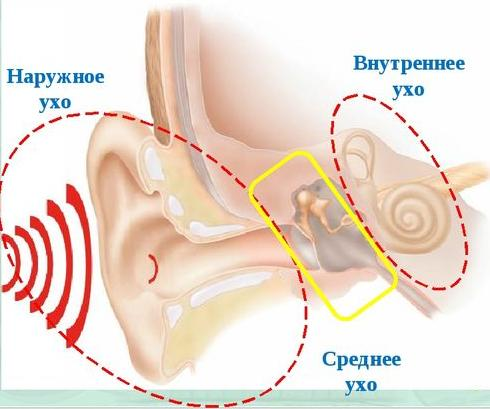 Наружное
ухо
Внутреннее
ухо
Среднее
ухо